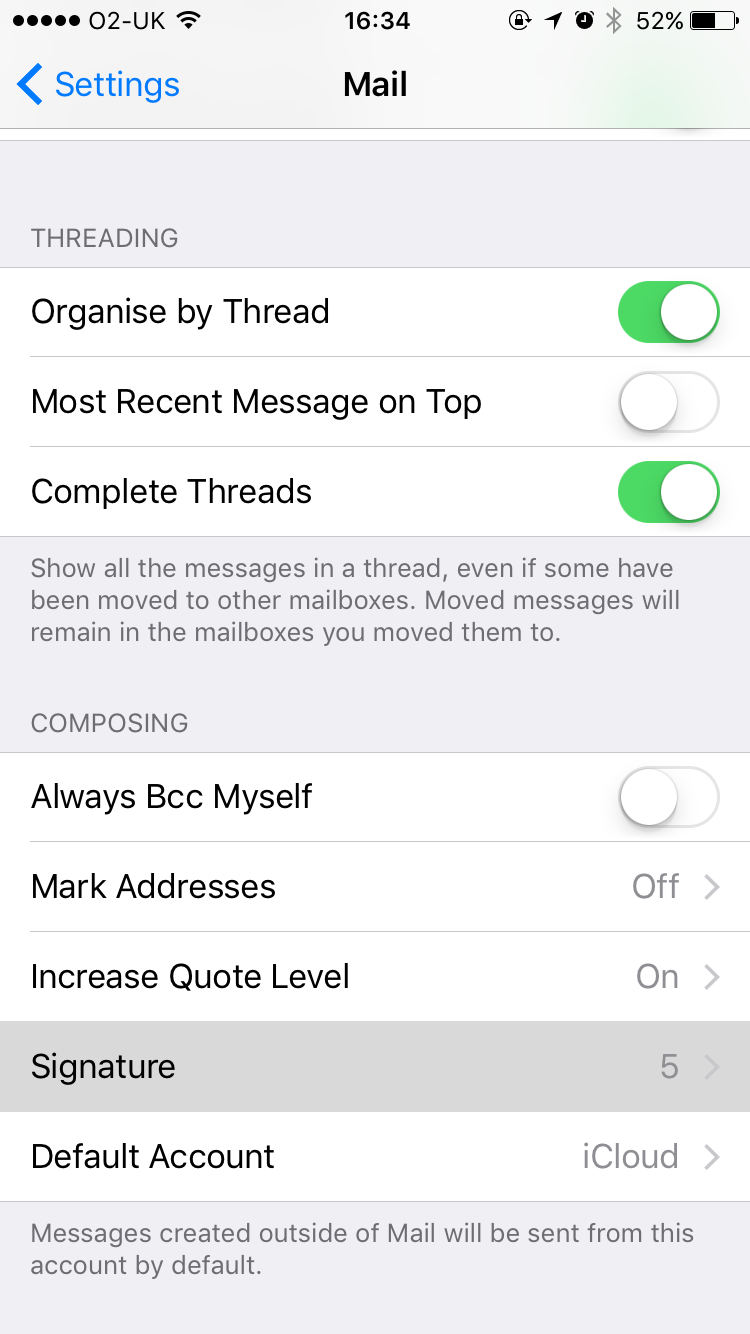 O2-UK 16:34 52%
Settings Mail
THREADING
Organise by Thread
Most Recent Message on Top
Complete Threads
Show all the messages in a thread, even if some have
been moved to other mailboxes. Moved messages will
remain in the mailboxes you moved them to.
COMPOSING
Always Bcc Myself
Mark Addresses Off
Increase Quote Level On
Signature 5
Default Account iCloud
Messages created outside of Mail will be sent from this
account by default.